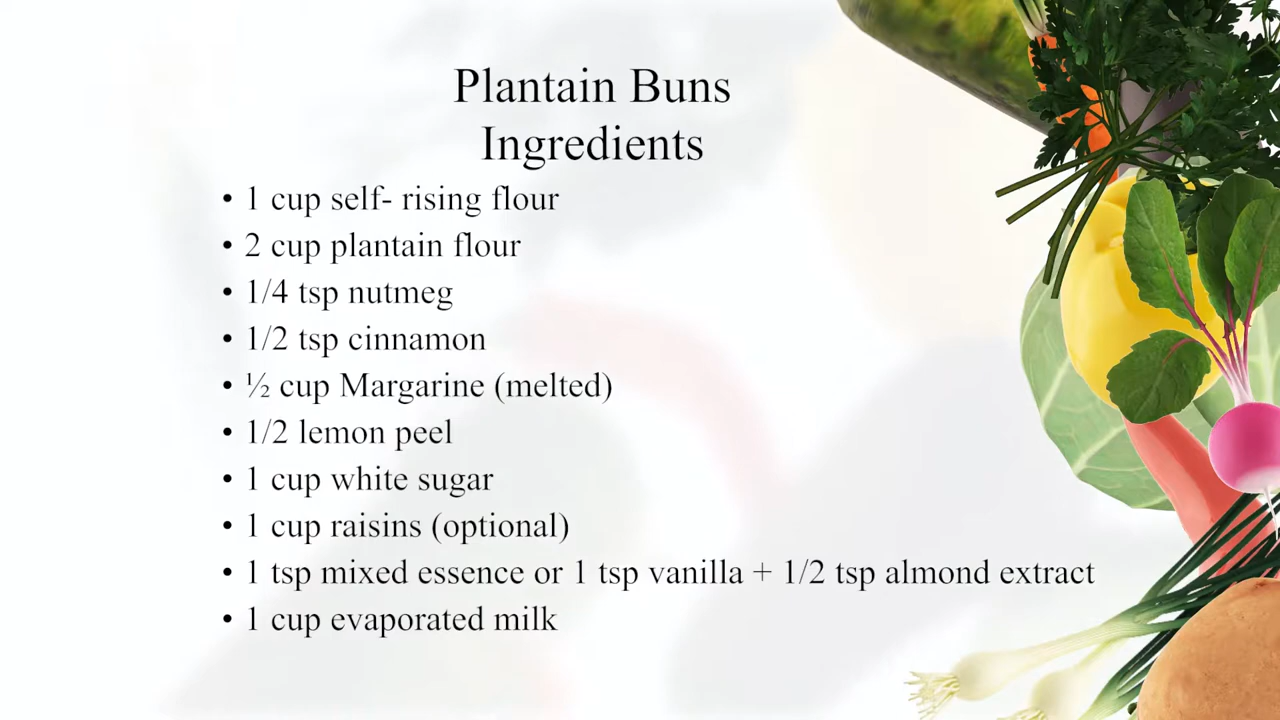 Plantain Buns
Ingredients
• 1 cup self- rising flour
• 2 cup plantain flour
• 1/4 tsp nutmeg
• 1/2 tsp cinnamon
• ½ cup Margarine (melted)
• 1/2 lemon peel
• 1 cup white sugar
• 1 cup raisins (optional)
• 1 tsp mixed essence or 1 tsp vanilla + 1/2 tsp almond extract
• 1 cup evaporated milk